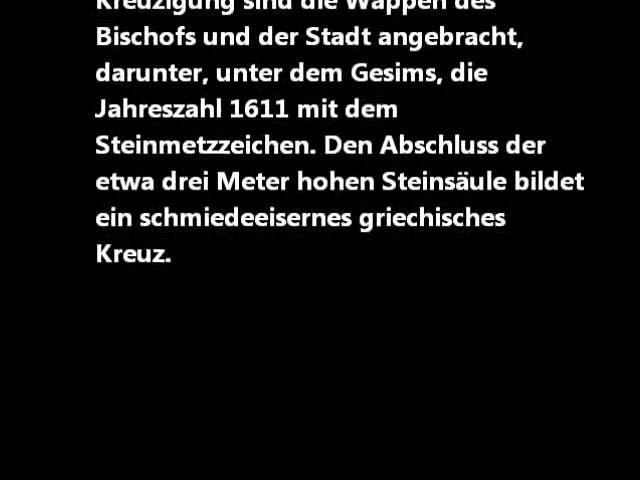 Kreuzigung sind die Wappen des
Bischofs und der Stadt angebracht,
darunter, unter dem Gesims, die
Jahreszahl 1611 mit dem
Steinmetzzeichen. Den Abschluss der
etwa drei Meter hohen Steinsäule bildet
ein schmiedeeisernes griechisches
Kreuz.